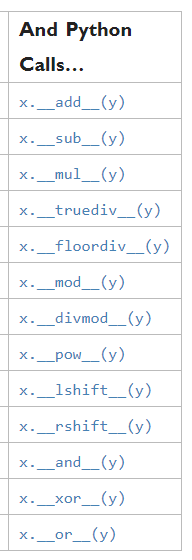 And Python
Calls…
x.__add__(y)
x.__sub__(y)
x.__mul__(y)
x.__truediv__(y)
x.__floordiv__(y)
x.__mod__(y)
x.__divmod__(y)
x.__pow__(y)
x.__lshift__(y)
x.__rshift__(y)
x.__and__(y)
x.__xor__(y)
x.__or__(y)